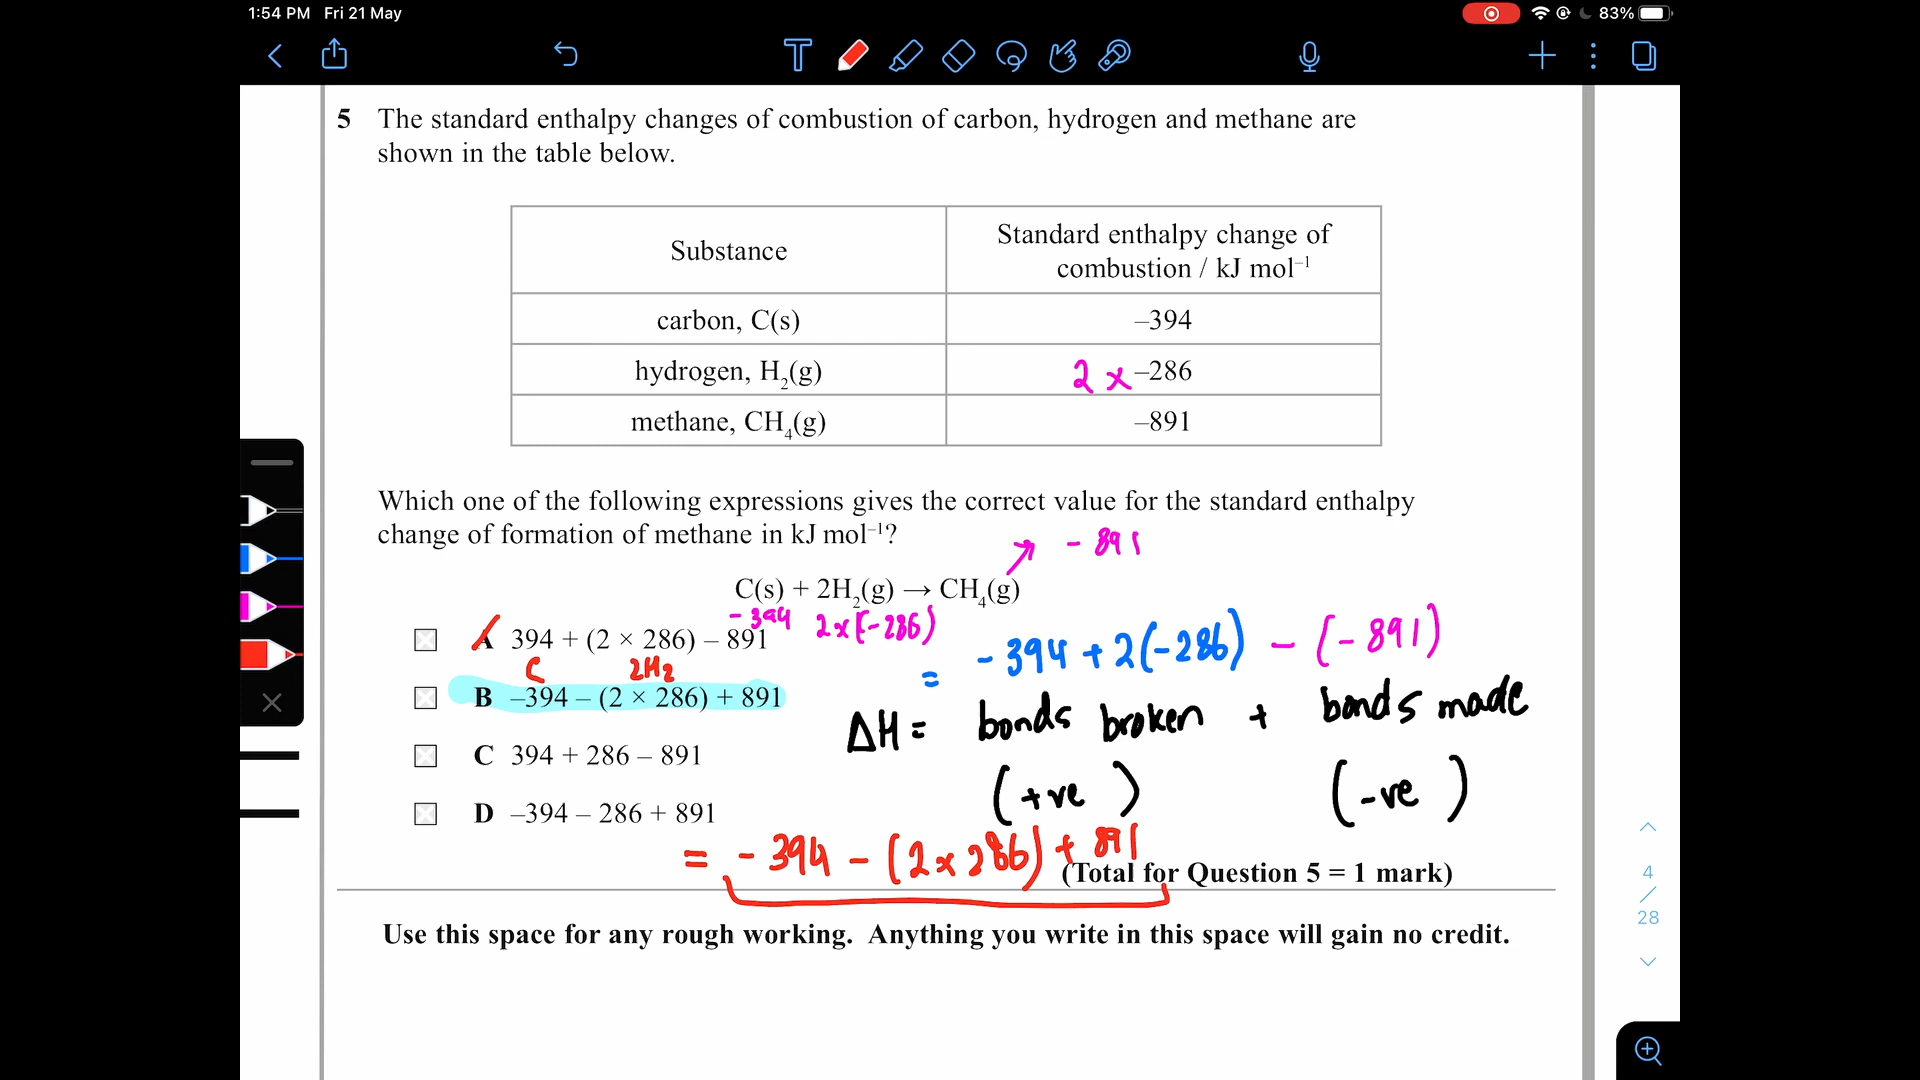 1:54 PM Fri 21 May
83%
T
5 The standard enthalpy changes of combustion of carbon, hydrogen and methane are
shown in the table below.
Substance
Standard enthalpy change of
combustion / kJ mol⁻¹
carbon, C(s) –394
hydrogen, H₂(g) 2 x –286
methane, CH₄(g) –891
Which one of the following expressions gives the correct value for the standard enthalpy
change of formation of methane in kJ mol⁻¹?
- 891
C(s) + 2H₂(g) → CH₄(g)
- 394 2x(-286)
A 394 + (2 × 286) – 891
= - 394 + 2(-286) - (-891)
C 2H₂
B –394 – (2 × 286) + 891
ΔH = bonds broken + bonds made
C 394 + 286 – 891
(+ve) (-ve)
D –394 – 286 + 891
= - 394 - (2x286) + 891
(Total for Question 5 = 1 mark)
4
/
28
Use this space for any rough working. Anything you write in this space will gain no credit.